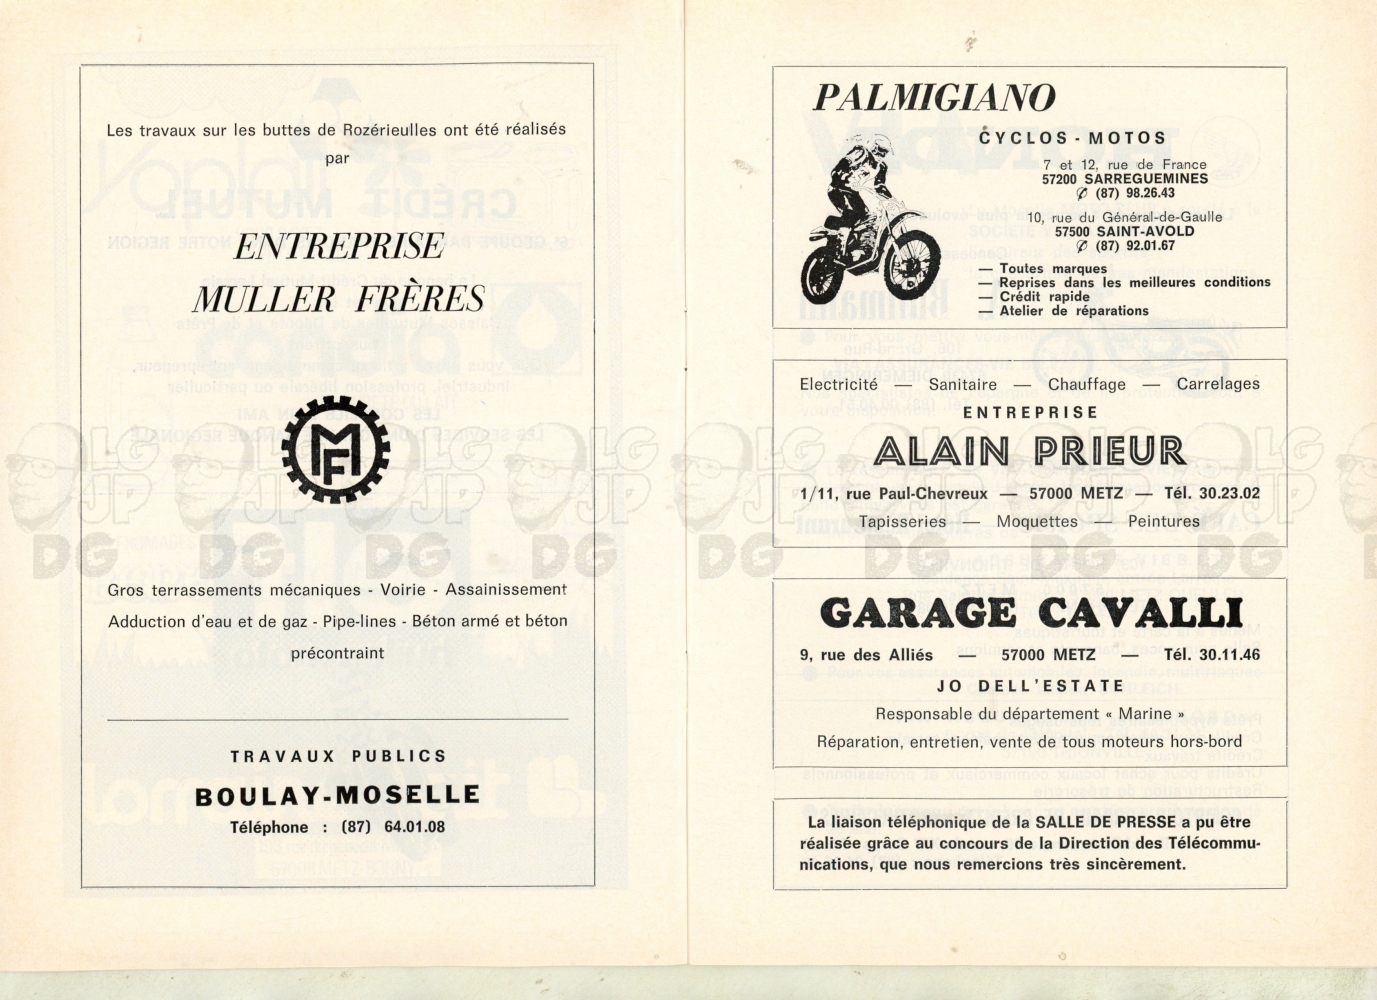 Les travaux sur les buttes de Rozérieulles ont été réalisés
par
ENTREPRISE
MULLER FRÈRES
MF
Gros terrassements mécaniques - Voirie - Assainissement
Adduction d'eau et de gaz - Pipe-lines - Béton armé et béton
précontraint
TRAVAUX PUBLICS
BOULAY-MOSELLE
Téléphone : (87) 64.01.08
PALMIGIANO
CYCLOS - MOTOS
7 et 12, rue de France
57200 SARREGUEMINES
✆ (87) 98.26.43
10, rue du Général-de-Gaulle
57500 SAINT-AVOLD
✆ (87) 92.01.67
— Toutes marques
— Reprises dans les meilleures conditions
— Crédit rapide
— Atelier de réparations
Electricité — Sanitaire — Chauffage — Carrelages
ENTREPRISE
ALAIN PRIEUR
1/11, rue Paul-Chevreux — 57000 METZ — Tél. 30.23.02
Tapisseries — Moquettes — Peintures
GARAGE CAVALLI
9, rue des Alliés — 57000 METZ — Tél. 30.11.46
JO DELL'ESTATE
Responsable du département « Marine »
Réparation, entretien, vente de tous moteurs hors-bord
La liaison téléphonique de la SALLE DE PRESSE a pu être
réalisée grâce au concours de la Direction des Télécommu-
nications, que nous remercions très sincèrement.